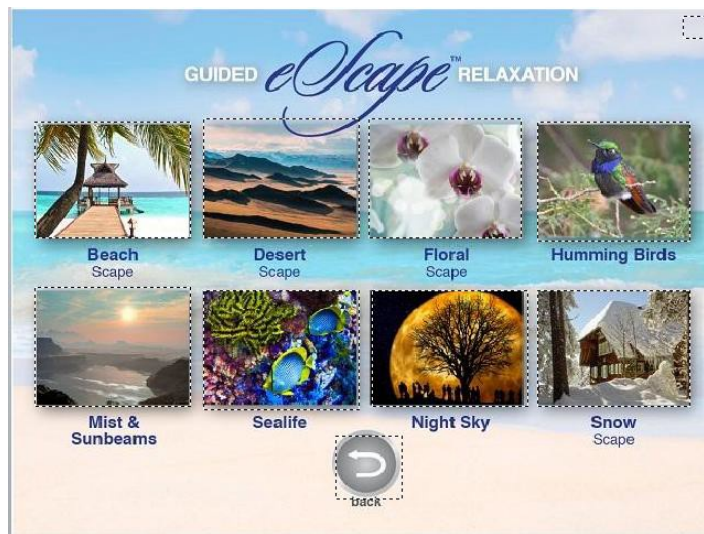 GUIDED eScape™ RELAXATION
Beach
Scape
Desert
Scape
Floral
Scape
Humming Birds
Mist &
Sunbeams
Sealife
Night Sky
Snow
Scape
back